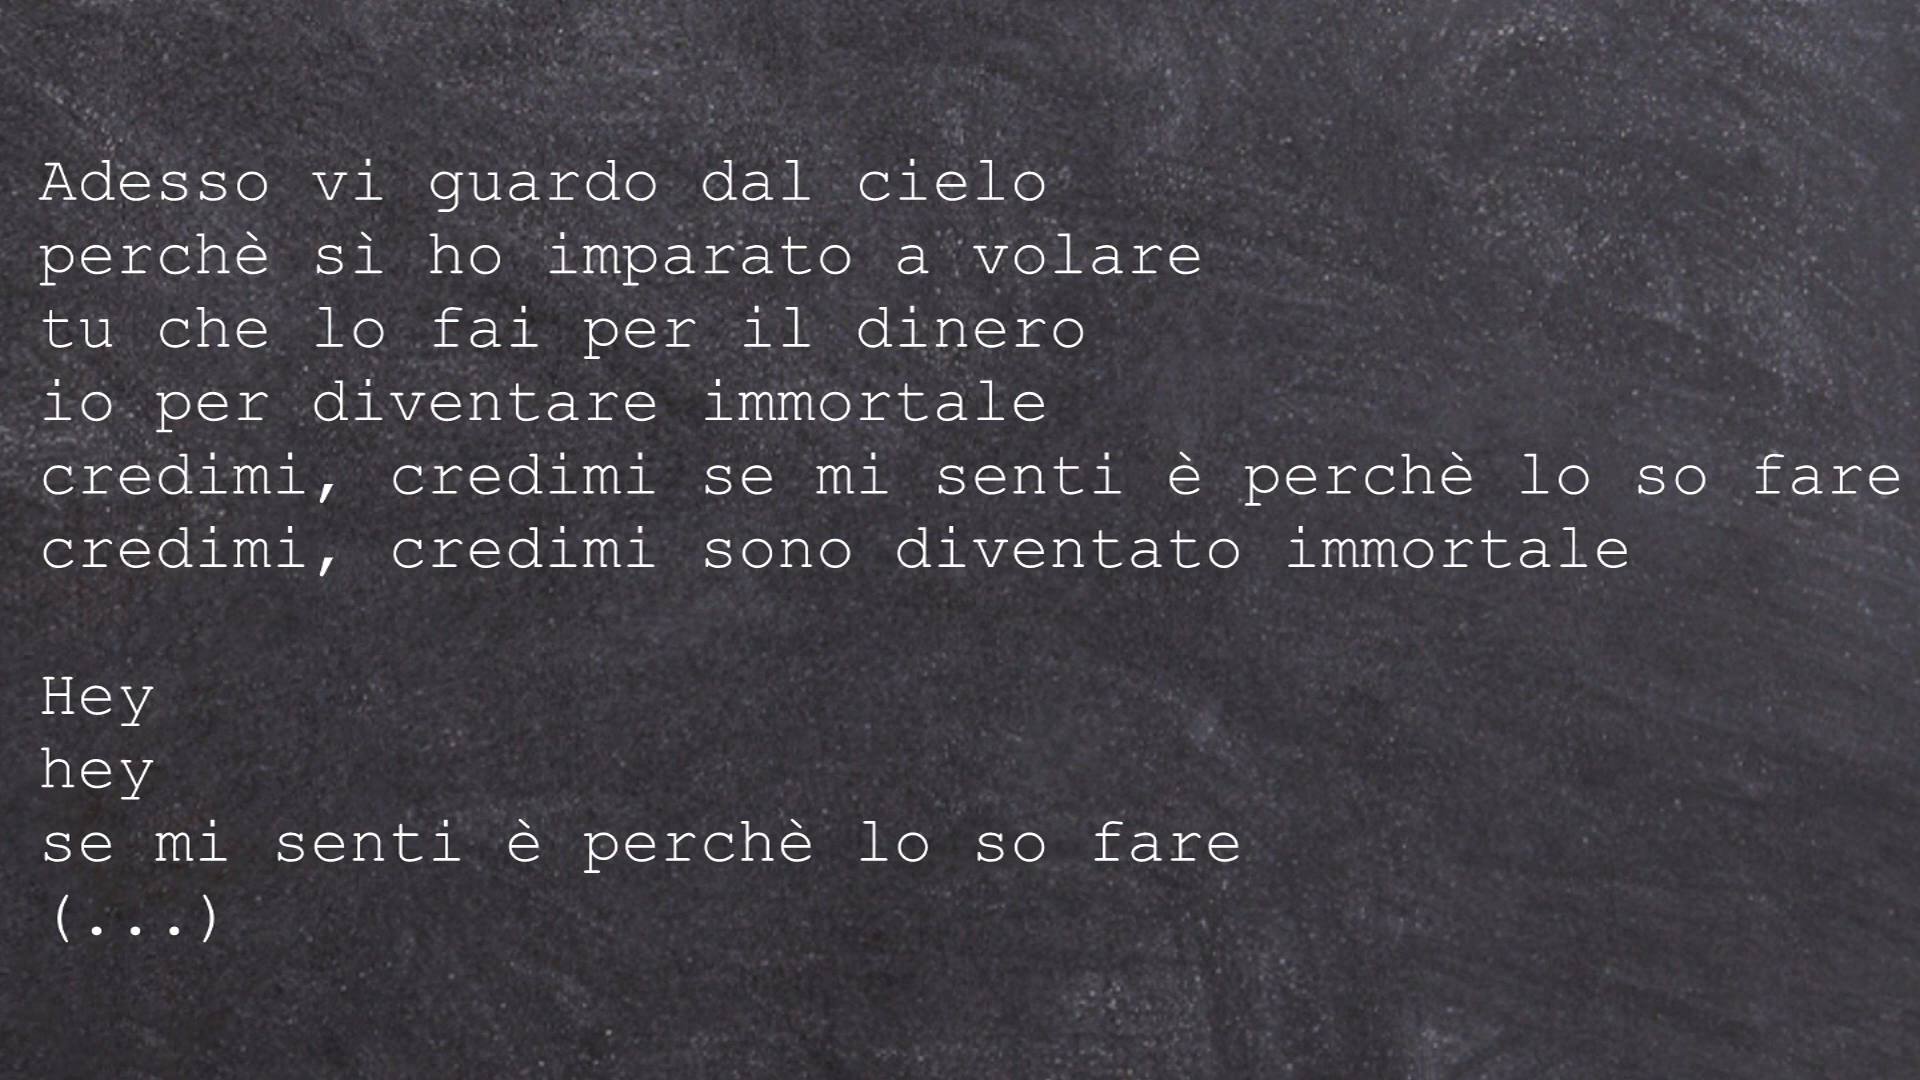 Adesso vi guardo dal cielo
perchè sì ho imparato a volare
tu che lo fai per il dinero
io per diventare immortale
credimi, credimi se mi senti è perchè lo so fare
credimi, credimi sono diventato immortale
Hey
hey
se mi senti è perchè lo so fare
(...)